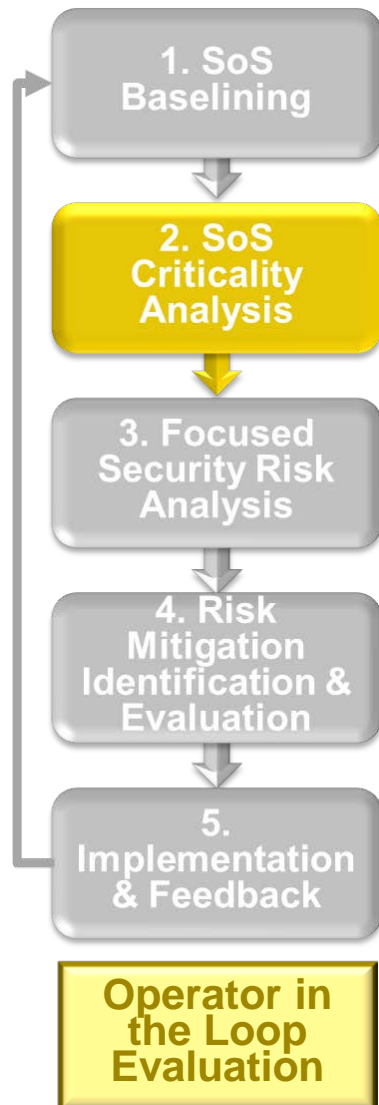 1. SoS
Baselining
2. SoS
Criticality
Analysis
3. Focused
Security Risk
Analysis
4. Risk
Mitigation
Identification &
Evaluation
5.
Implementation
& Feedback
Operator in
the Loop
Evaluation